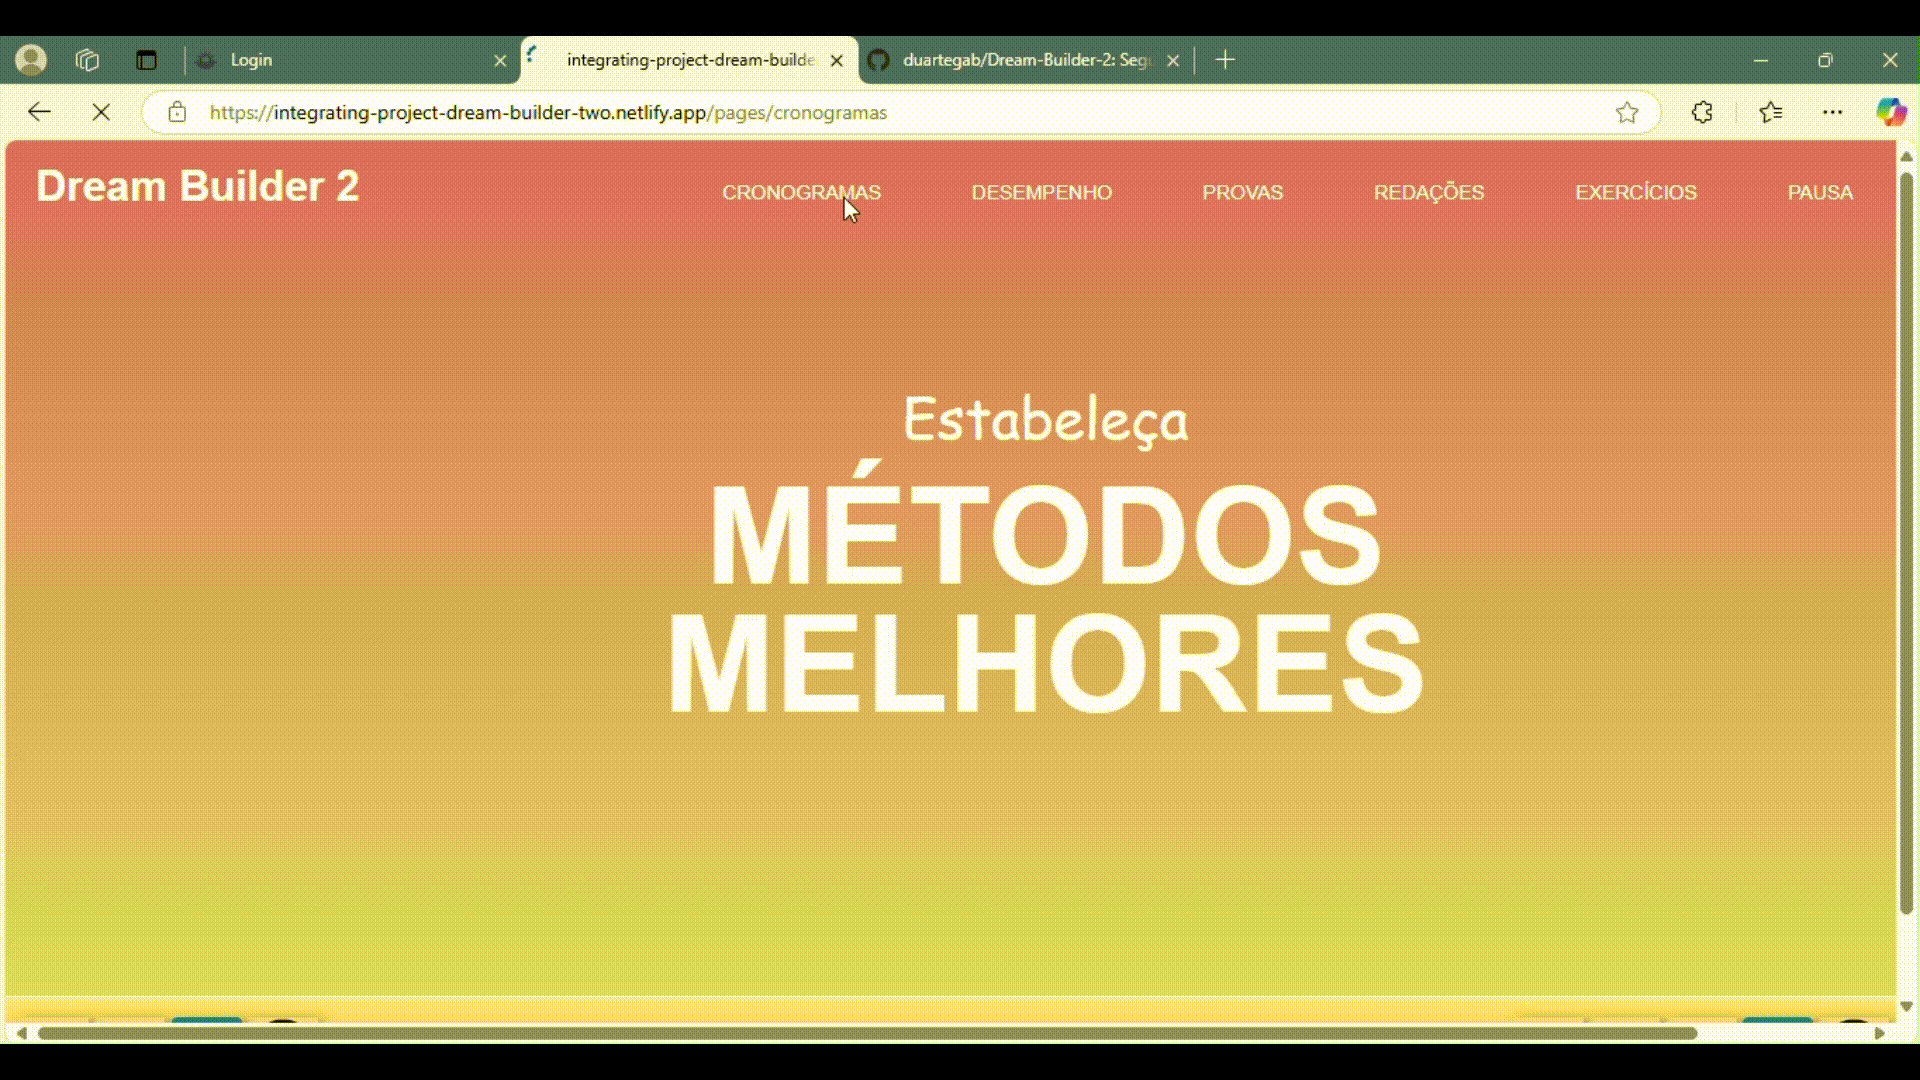 Login
integrating-project-dream-builde
duartegab/Dream-Builder-2: Seg
https://integrating-project-dream-builder-two.netlify.app/pages/cronogramas
Dream Builder 2
CRONOGRAMAS
DESEMPENHO
PROVAS
REDAÇÕES
EXERCÍCIOS
PAUSA
Estabeleça
MÉTODOS
MELHORES